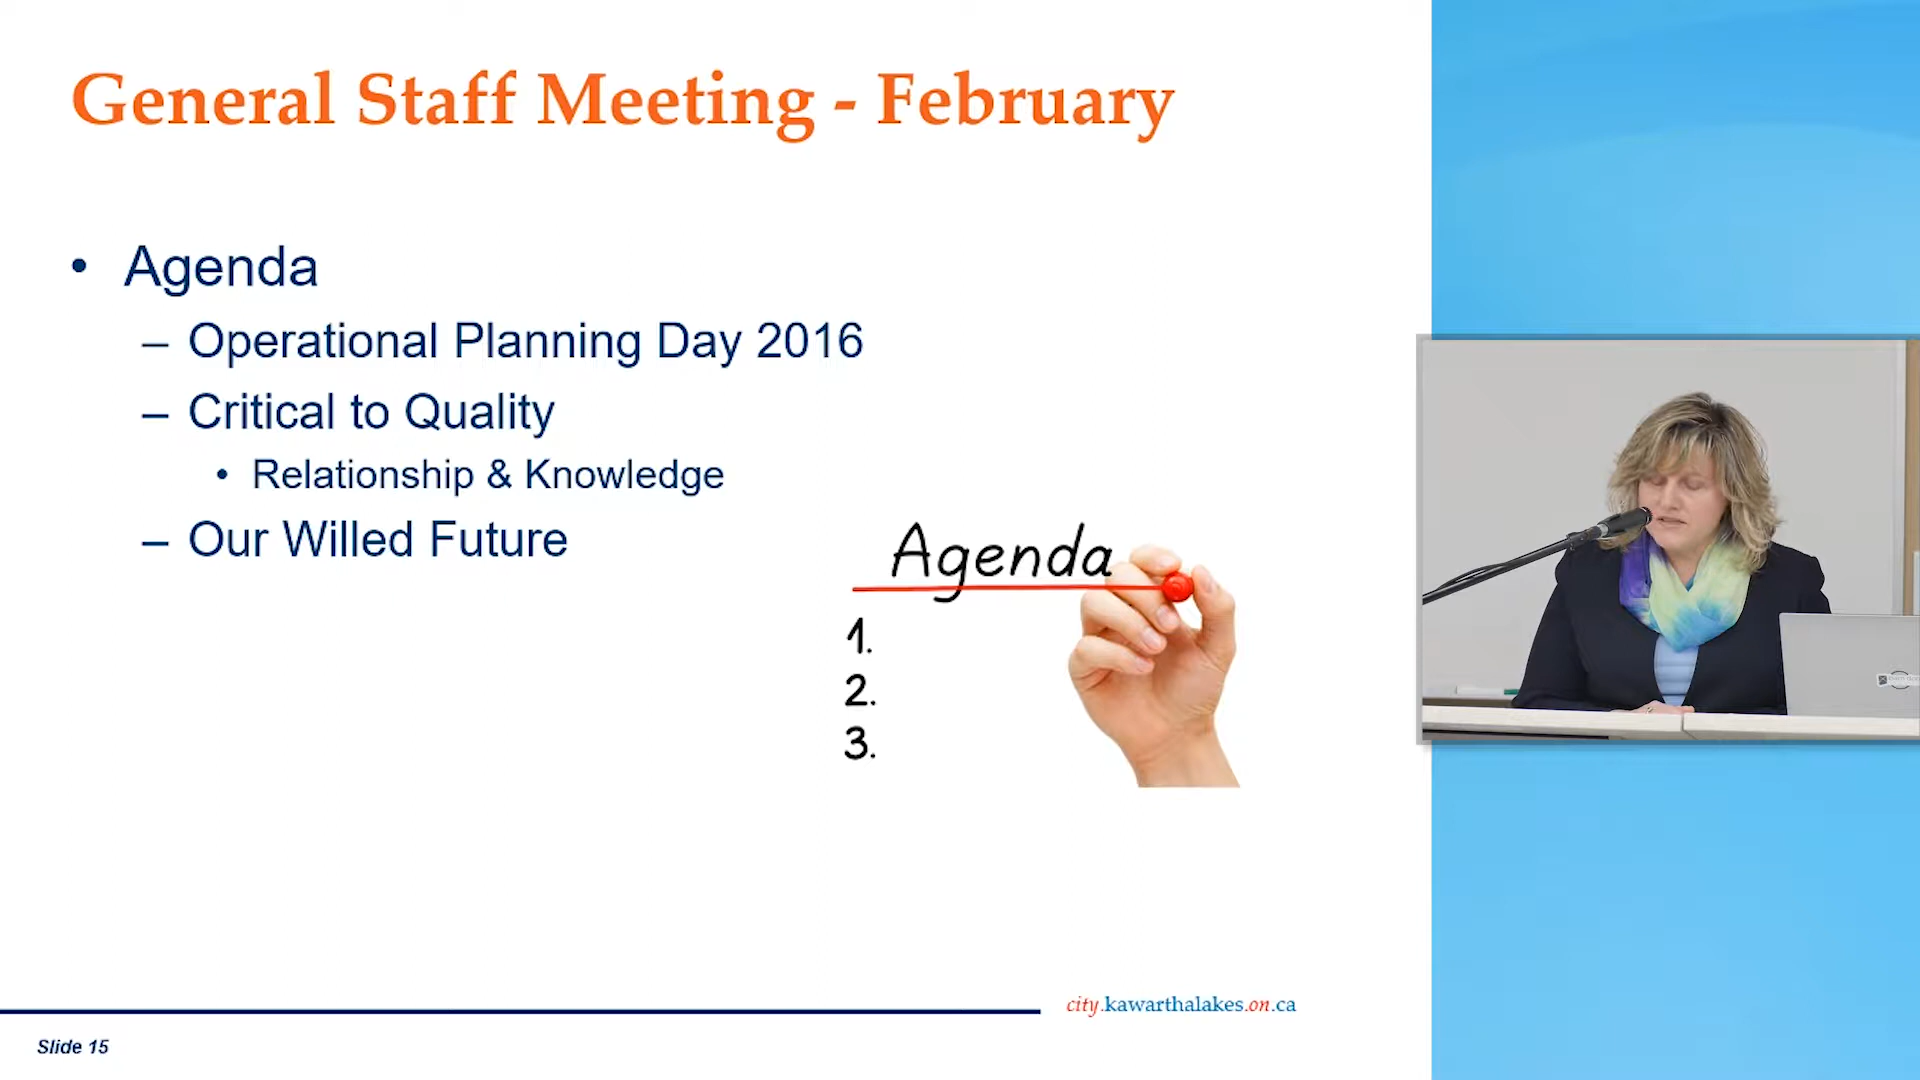 General Staff Meeting - February
• Agenda
– Operational Planning Day 2016
– Critical to Quality
• Relationship & Knowledge
– Our Willed Future
Agenda
1.
2.
3.
city.kawarthalakes.on.ca
Slide 15